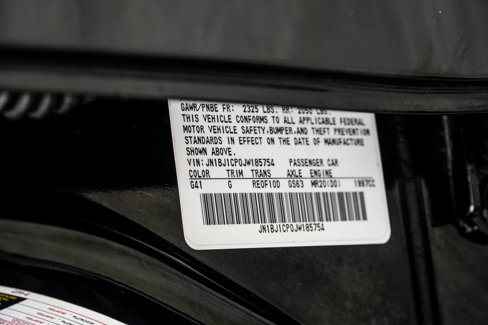 GAWR/PNBE FR: 2325 LBS. RR: 2050 LBS.
THIS VEHICLE CONFORMS TO ALL APPLICABLE FEDERAL
MOTOR VEHICLE SAFETY,BUMPER,AND THEFT PREVENTION
STANDARDS IN EFFECT ON THE DATE OF MANUFACTURE
SHOWN ABOVE.
VIN: JN1BJ1CP0JW185754 PASSENGER CAR
COLOR TRIM TRANS AXLE ENGINE
G41 G RE0F10D GS63 MR20(DD) 1997CC
JN1BJ1CP0JW185754